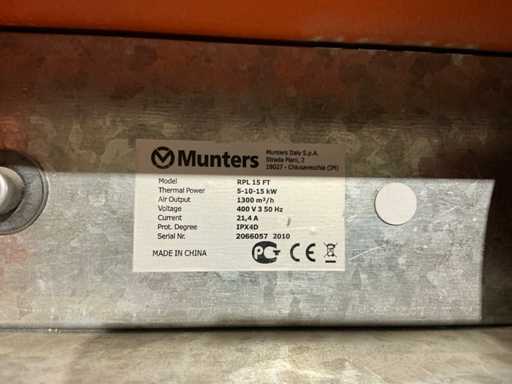 Munters
Munters Italy S.p.A.
Strada Piani, 2
18027 - Chiusavecchia (IM)
Model RPL 15 FT
Thermal Power 5-10-15 kW
Air Output 1300 m³/h
Voltage 400 V 3 50 Hz
Current 21,4 A
Prot. Degree IPX4D
Serial Nr. 2066057 2010
MADE IN CHINA
CE